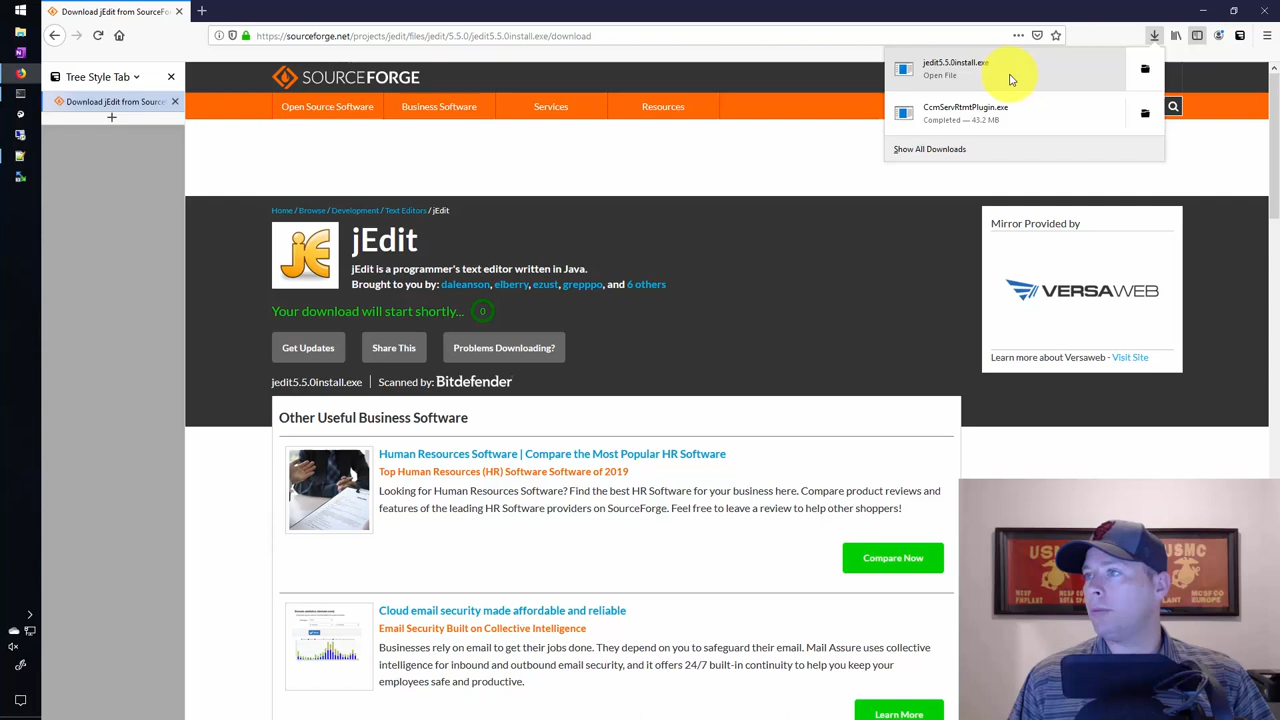 Download jEdit from SourceFo
https://sourceforge.net/projects/jedit/files/jedit/5.5.0/jedit5.5.0install.exe/download
Tree Style Tab
Download jEdit from Source
jedit5.5.0install.exe
Open File
CcmServRtmtPlugin.exe
Completed — 43.2 MB
Show All Downloads
SOURCEFORGE
Open Source Software
Business Software
Services
Resources
Home / Browse / Development / Text Editors / jEdit
jE
jEdit
jEdit is a programmer's text editor written in Java.
Brought to you by: daleanson, elberry, ezust, grepppo, and 6 others
Your download will start shortly... 0
Get Updates
Share This
Problems Downloading?
jedit5.5.0install.exe
Scanned by: Bitdefender
Mirror Provided by
VERSAWEB
Learn more about Versaweb - Visit Site
Other Useful Business Software
Human Resources Software | Compare the Most Popular HR Software
Top Human Resources (HR) Software Software of 2019
Looking for Human Resources Software? Find the best HR Software for your business here. Compare product reviews and
features of the leading HR Software providers on SourceForge. Feel free to leave a review to help other shoppers!
Compare Now
Cloud email security made affordable and reliable
Email Security Built on Collective Intelligence
Businesses rely on email to get their jobs done. They depend on you to safeguard their email. Mail Assure uses collective
intelligence for inbound and outbound email security, and it offers 24/7 built-in continuity to help you keep your
employees safe and productive.
Learn More
USMC
USMC